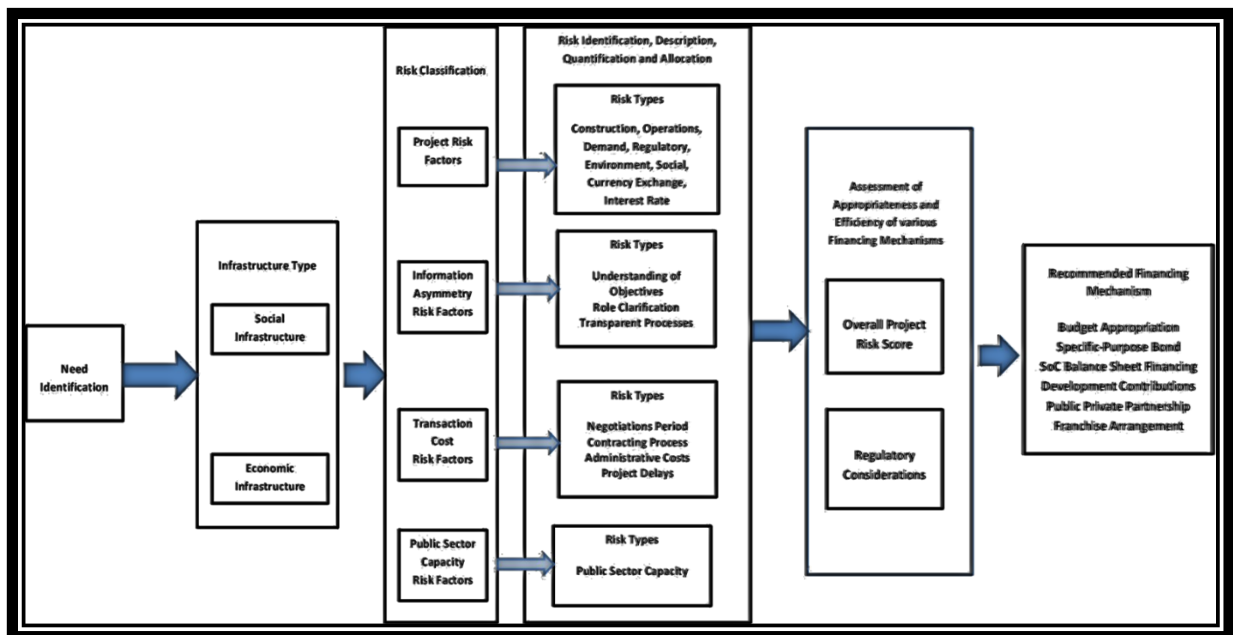 Need
Identification
Infrastructure Type
Social
Infrastructure
Economic
Infrastructure
Risk Classification
Project Risk
Factors
Information
Asymmetry
Risk Factors
Transaction
Cost
Risk Factors
Public Sector
Capacity
Risk Factors
Risk Identification, Description,
Quantification and Allocation
Risk Types
Construction, Operations,
Demand, Regulatory,
Environment, Social,
Currency Exchange,
Interest Rate
Risk Types
Understanding of
Objectives
Role Clarification
Transparent Processes
Risk Types
Negotiations Period
Contracting Process
Administrative Costs
Project Delays
Risk Types
Public Sector Capacity
Assessment of
Appropriateness and
Efficiency of various
Financing Mechanisms
Overall Project
Risk Score
Regulatory
Considerations
Recommended Financing
Mechanism
Budget Appropriation
Specific-Purpose Bond
SoC Balance Sheet Financing
Development Contributions
Public Private Partnership
Franchise Arrangement